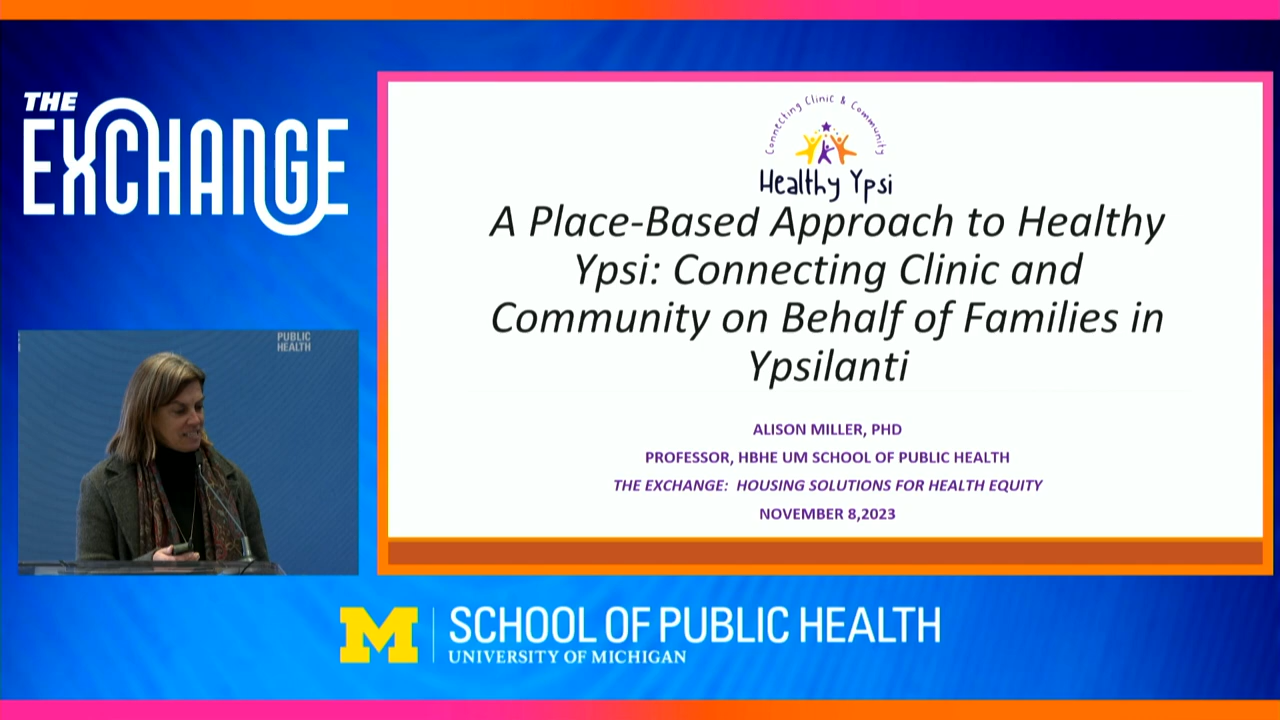 THE
EXCHANGE
Connecting Clinic & Community
Healthy Ypsi
A Place-Based Approach to Healthy
Ypsi: Connecting Clinic and
Community on Behalf of Families in
Ypsilanti
ALISON MILLER, PHD
PROFESSOR, HBHE UM SCHOOL OF PUBLIC HEALTH
THE EXCHANGE: HOUSING SOLUTIONS FOR HEALTH EQUITY
NOVEMBER 8,2023
PUBLIC
HEALTH
M
SCHOOL OF PUBLIC HEALTH
UNIVERSITY OF MICHIGAN